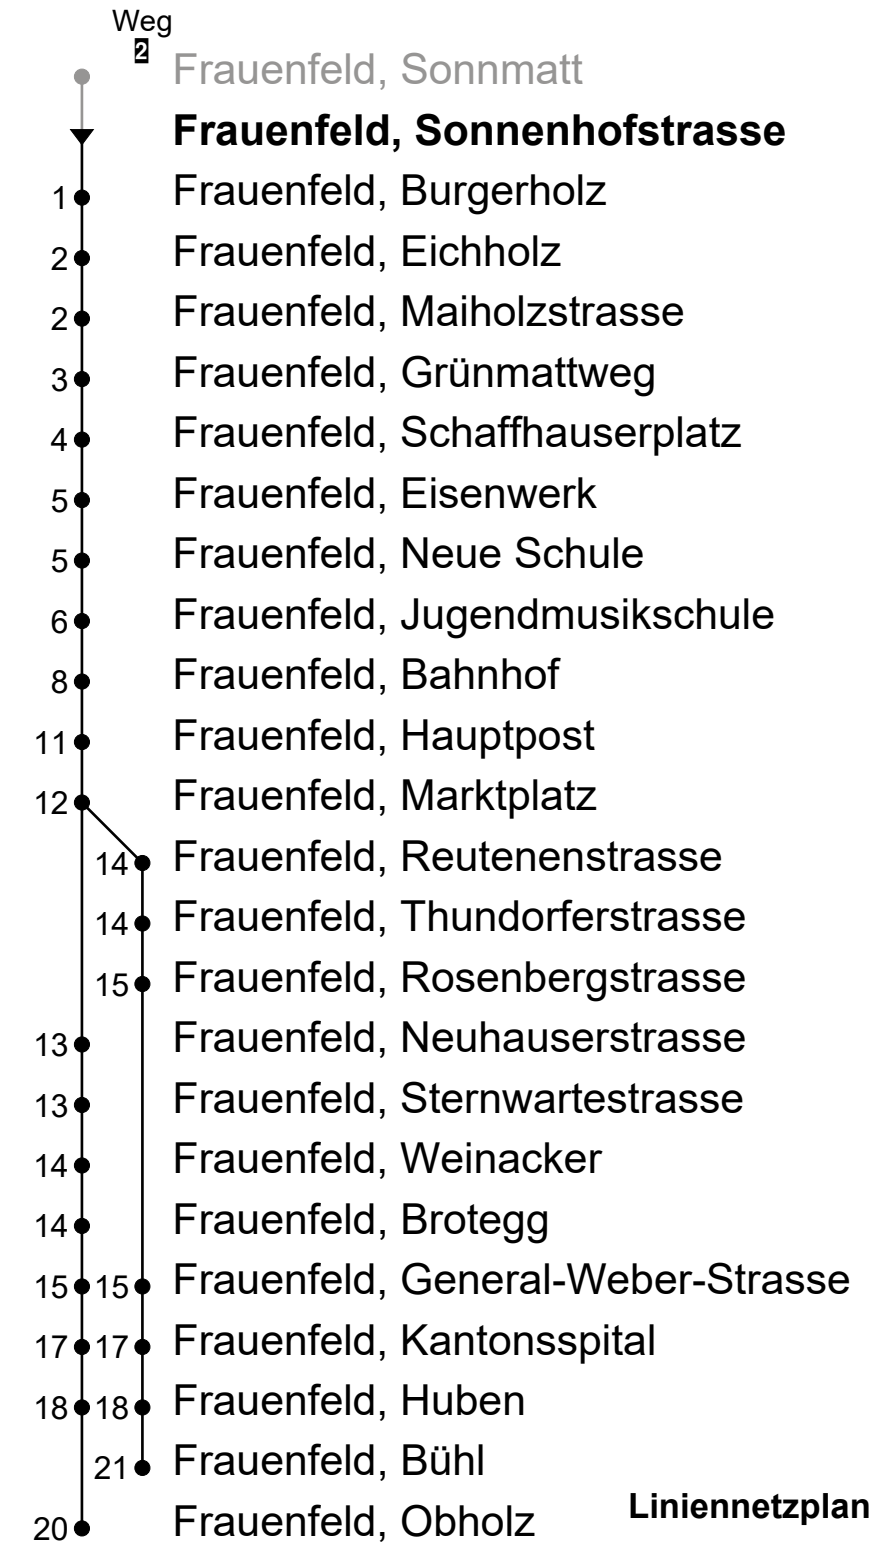 Weg
2
Frauenfeld, Sonnmatt
Frauenfeld, Sonnenhofstrasse
1 Frauenfeld, Burgerholz
2 Frauenfeld, Eichholz
2 Frauenfeld, Maiholzstrasse
3 Frauenfeld, Grünmattweg
4 Frauenfeld, Schaffhauserplatz
5 Frauenfeld, Eisenwerk
5 Frauenfeld, Neue Schule
6 Frauenfeld, Jugendmusikschule
8 Frauenfeld, Bahnhof
11 Frauenfeld, Hauptpost
12 Frauenfeld, Marktplatz
14 Frauenfeld, Reutenenstrasse
14 Frauenfeld, Thundorferstrasse
15 Frauenfeld, Rosenbergstrasse
13 Frauenfeld, Neuhauserstrasse
13 Frauenfeld, Sternwartestrasse
14 Frauenfeld, Weinacker
14 Frauenfeld, Brotegg
15 15 Frauenfeld, General-Weber-Strasse
17 17 Frauenfeld, Kantonsspital
18 18 Frauenfeld, Huben
21 Frauenfeld, Bühl
20 Frauenfeld, Obholz
Liniennetzplan